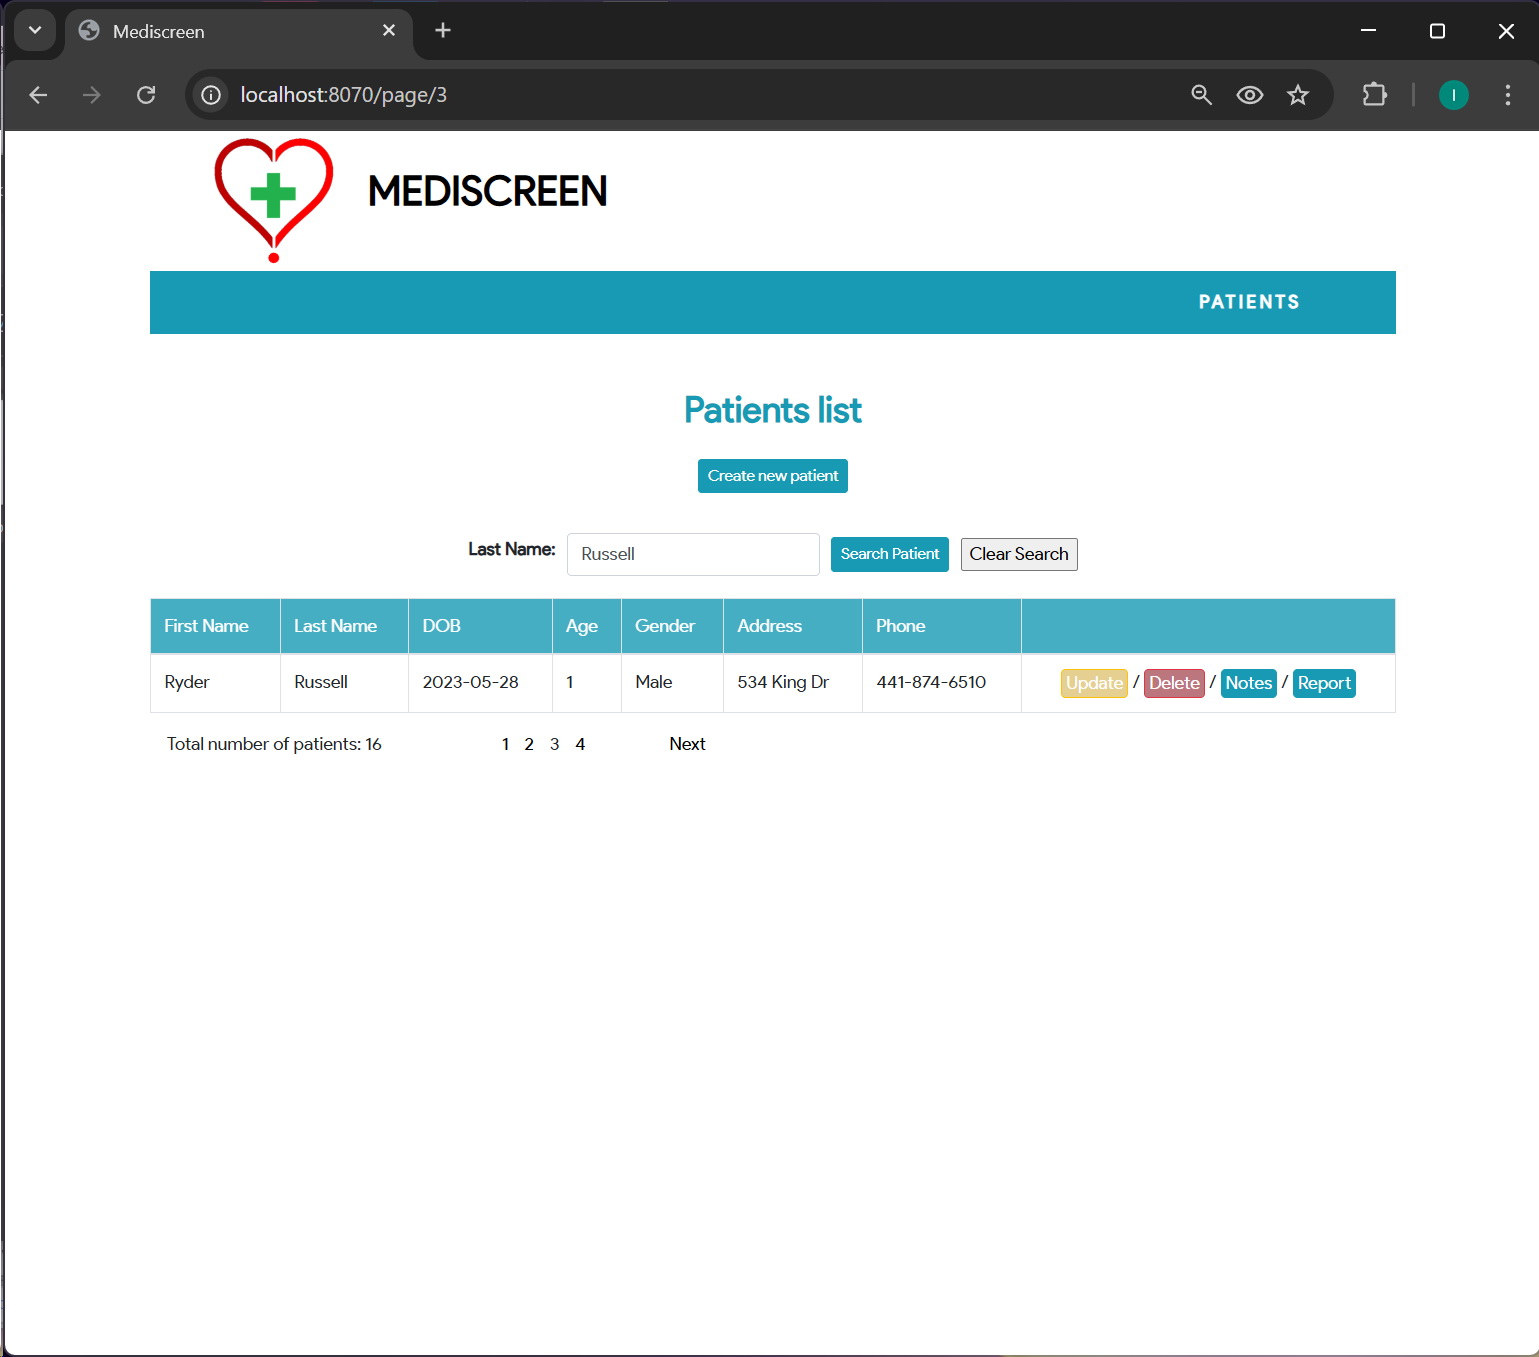 Mediscreen
localhost:8070/page/3
I
MEDISCREEN
PATIENTS
Patients list
Create new patient
Last Name: Russell Search Patient Clear Search
First Name Last Name DOB Age Gender Address Phone
Ryder Russell 2023-05-28 1 Male 534 King Dr 441-874-6510 Update / Delete / Notes / Report
Total number of patients: 16 1 2 3 4 Next